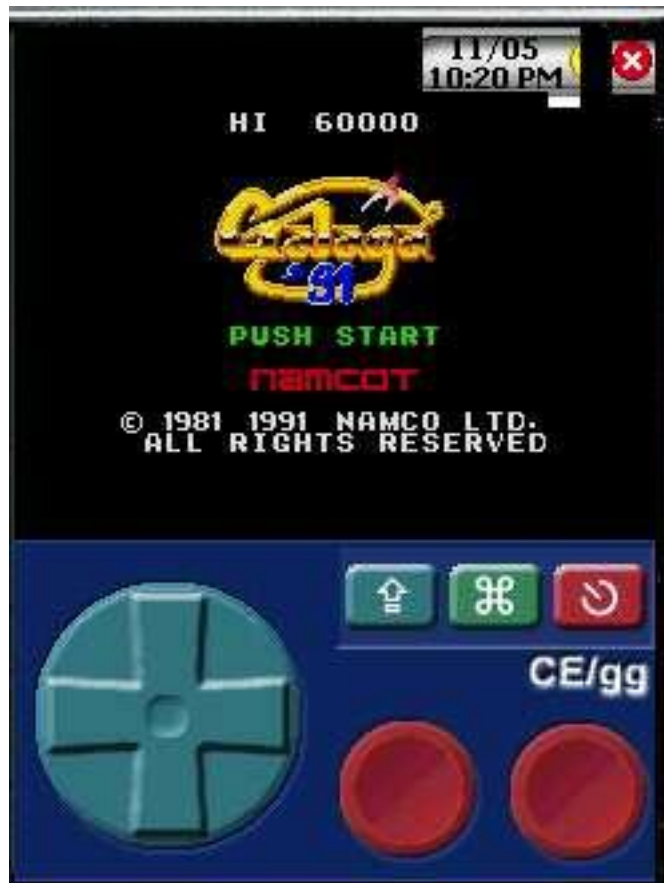 11/05
10:20 PM
HI 60000
Galaga
'91
PUSH START
namcot
© 1981 1991 NAMCO LTD.
ALL RIGHTS RESERVED
CE/gg